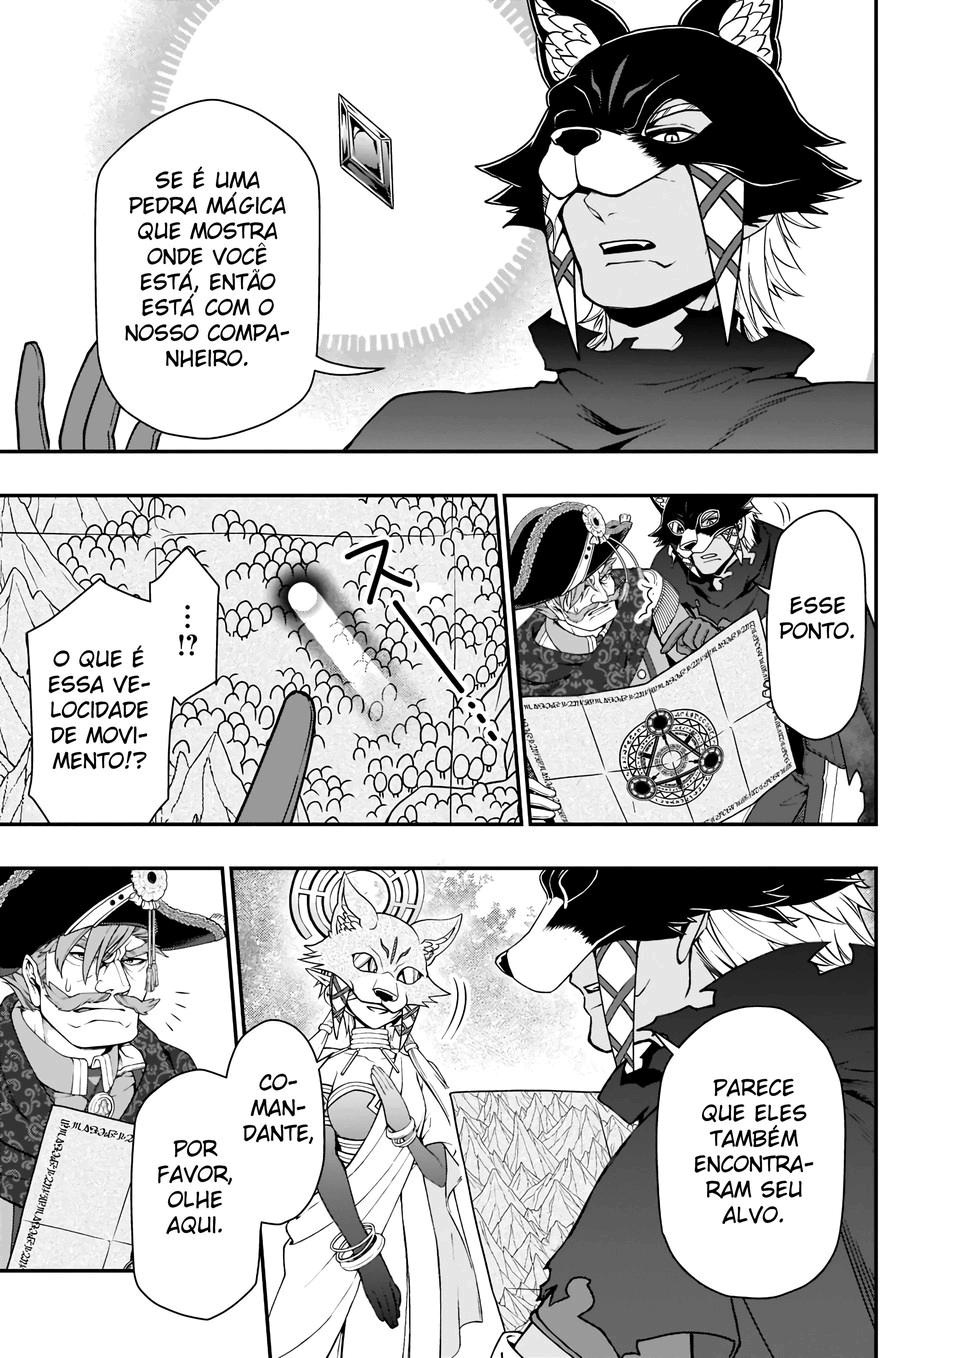 SE É UMA
PEDRA MÁGICA
QUE MOSTRA
ONDE VOCÊ
ESTÁ, ENTÃO
ESTÁ COM O
NOSSO COMPA-
NHEIRO.
ESSE
PONTO.
ス
...!?
O QUE É
ESSA VE-
LOCIDADE
DE MOVI-
MENTO!?
PARECE
QUE ELES
TAMBÉM
ENCONTRA-
RAM SEU
ALVO.
CO-
MAN-
DANTE,
POR
FAVOR,
OLHE
AQUI.